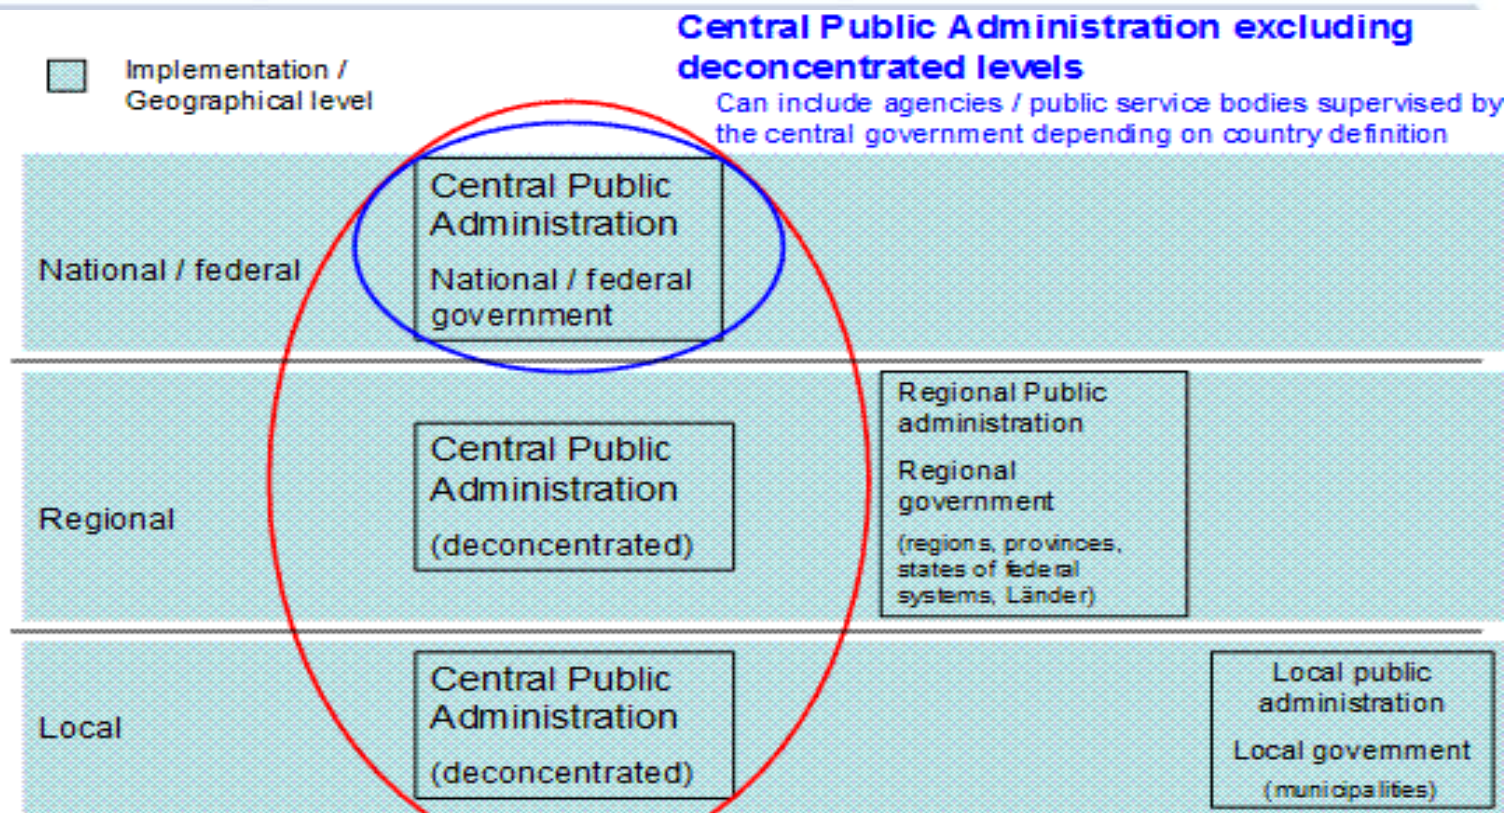 Central Public Administration excluding
deconcentrated levels
Can include agencies / public service bodies supervised by
the central government depending on country definition
Implementation /
Geographical level
National / federal
Central Public
Administration
National / federal
government
Regional
Central Public
Administration
(deconcentrated)
Regional Public
administration
Regional
government
(regions, provinces,
states of federal
systems, Länder)
Local
Central Public
Administration
(deconcentrated)
Local public
administration
Local government
(municipalities)